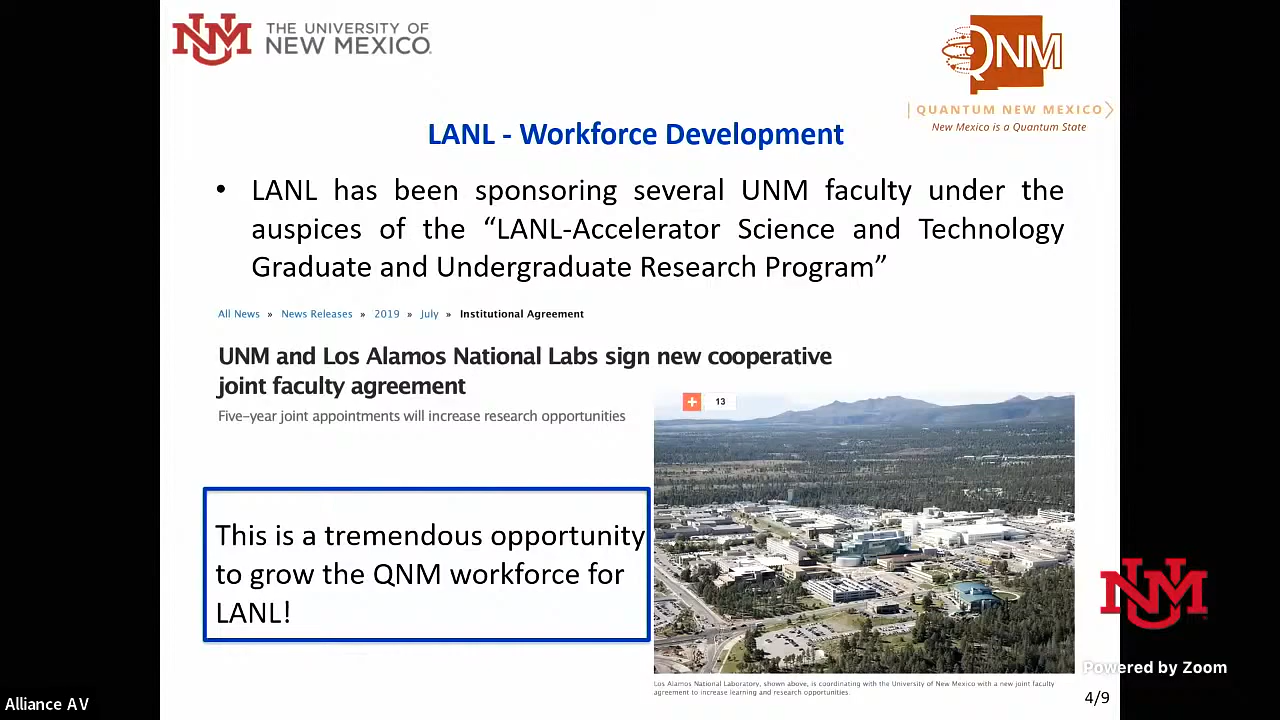 UNM THE UNIVERSITY OF
NEW MEXICO.
QNM
QUANTUM NEW MEXICO
New Mexico is a Quantum State
LANL - Workforce Development
• LANL has been sponsoring several UNM faculty under the
auspices of the “LANL-Accelerator Science and Technology
Graduate and Undergraduate Research Program”
All News » News Releases » 2019 » July » Institutional Agreement
UNM and Los Alamos National Labs sign new cooperative
joint faculty agreement
Five-year joint appointments will increase research opportunities
+ 13
This is a tremendous opportunity
to grow the QNM workforce for
LANL!
UNM
Powered by Zoom
Los Alamos National Laboratory, shown above, is coordinating with the University of New Mexico with a new joint faculty
agreement to increase learning and research opportunities.
4/9
Alliance AV